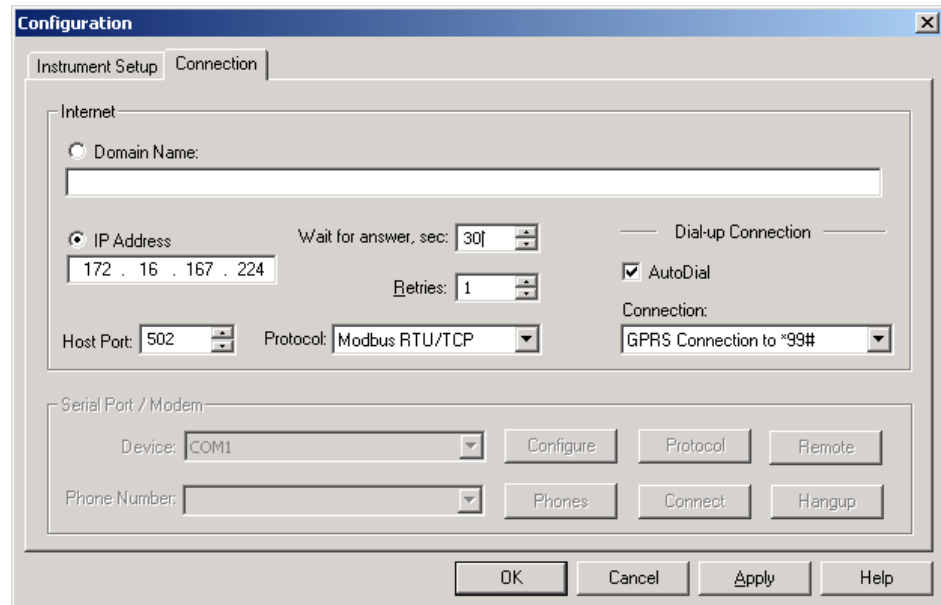 Configuration
Instrument Setup Connection
Internet
Domain Name:
IP Address Wait for answer, sec: 30 Dial-up Connection
172 . 16 . 167 . 224 AutoDial
Retries: 1
Connection:
Host Port: 502 Protocol: Modbus RTU/TCP GPRS Connection to *99#
Serial Port / Modem
Device: COM1 Configure Protocol Remote
Phone Number: Phones Connect Hangup
OK Cancel Apply Help